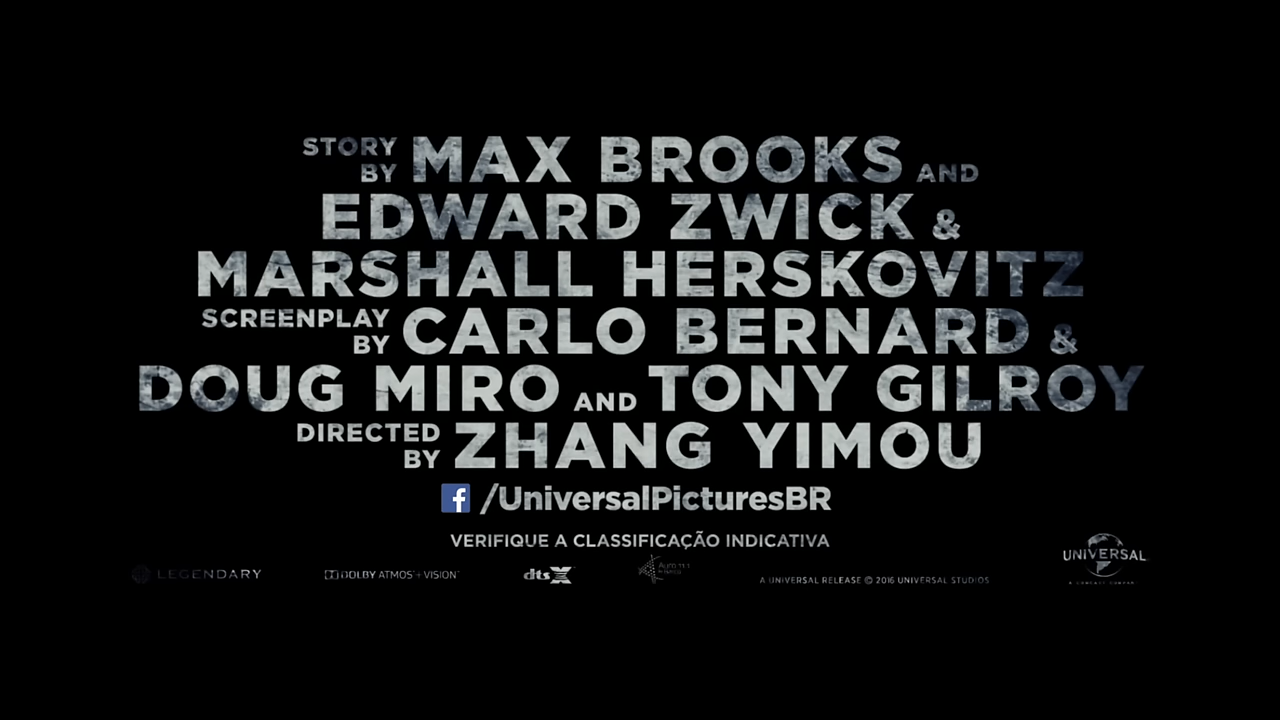 STORY BY MAX BROOKS AND
EDWARD ZWICK &
MARSHALL HERSKOVITZ
SCREENPLAY BY CARLO BERNARD &
DOUG MIRO AND TONY GILROY
DIRECTED BY ZHANG YIMOU
f /UniversalPicturesBR
VERIFIQUE A CLASSIFICAÇÃO INDICATIVA
LEGENDARY DOLBY ATMOS + VISION dts X A UNIVERSAL RELEASE © 2016 UNIVERSAL STUDIOS UNIVERSAL